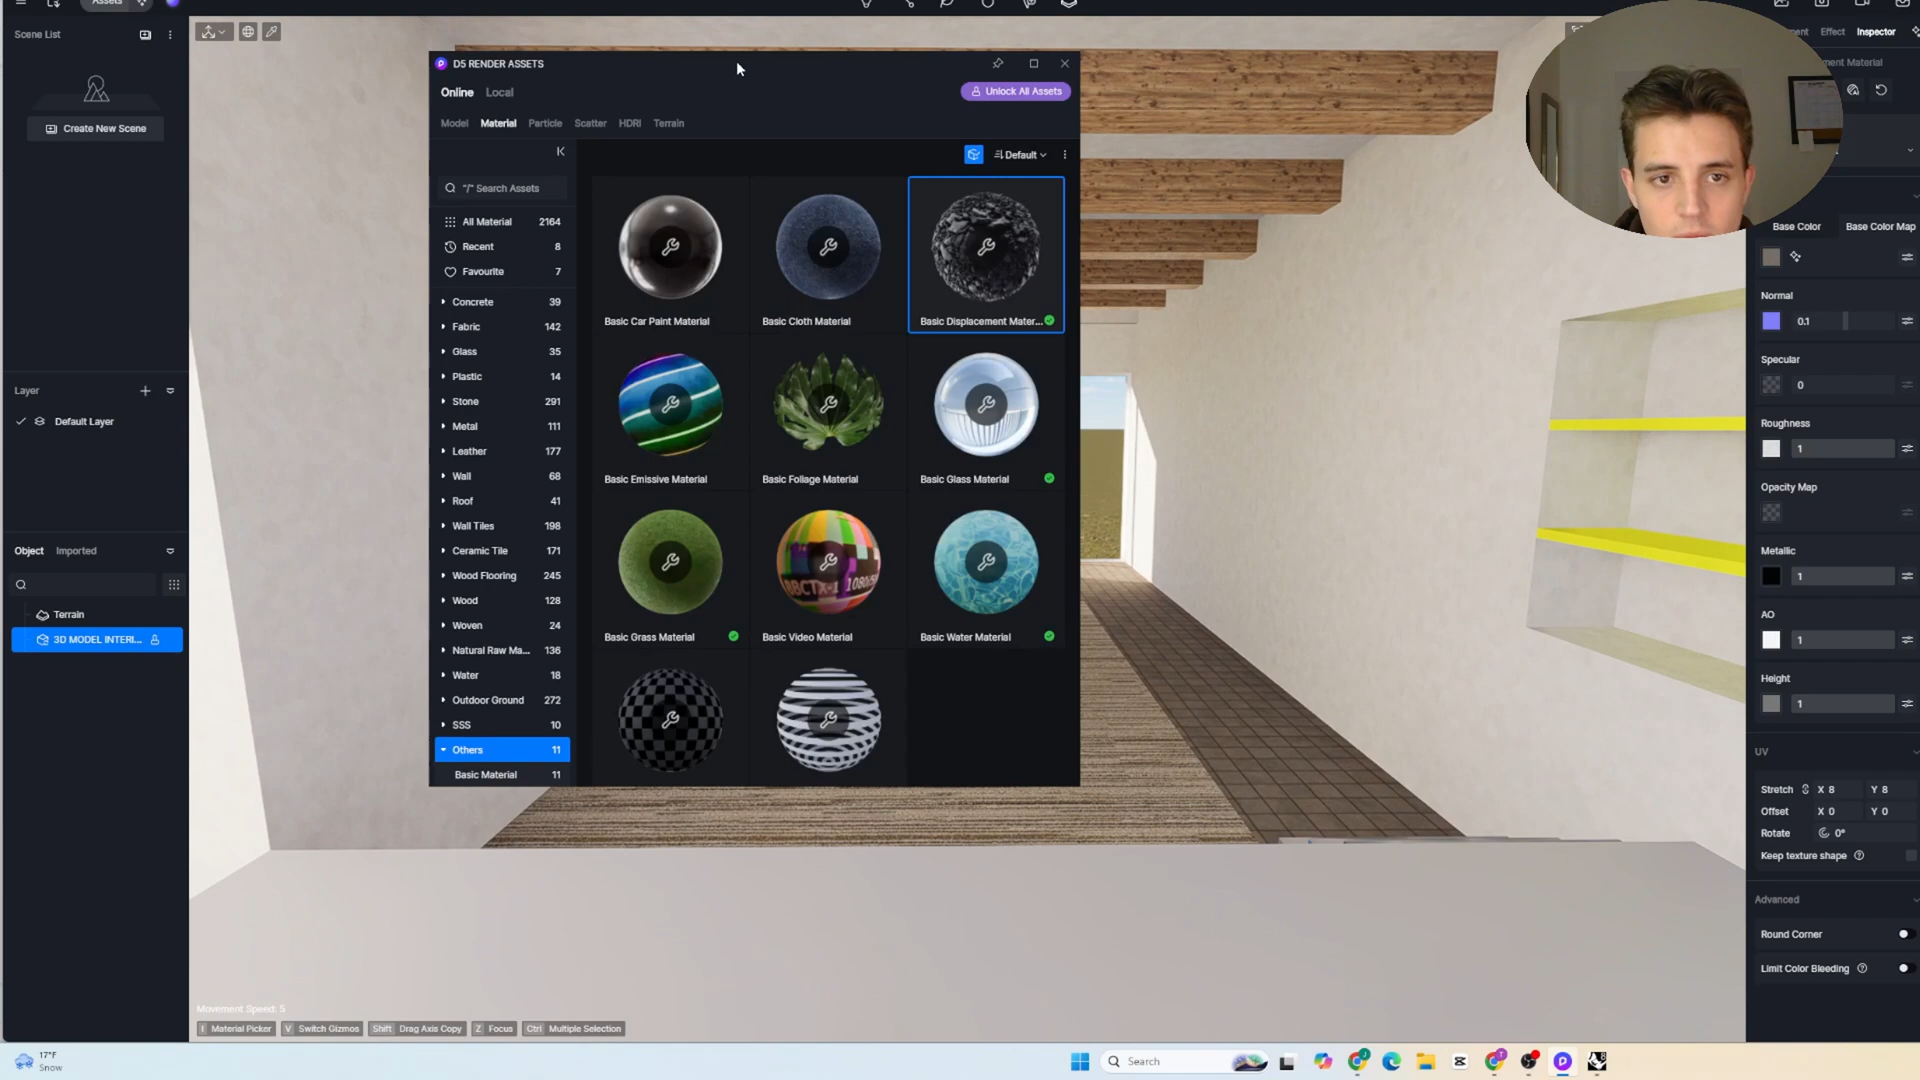 Assets
Scene List
Create New Scene
Layer
Default Layer
Object
Imported
Terrain
3D MODEL INTERI...
D5 RENDER ASSETS
Online
Local
Unlock All Assets
Model
Material
Particle
Scatter
HDRI
Terrain
Default
"/" Search Assets
All Material 2164
Recent 8
Favourite 7
Concrete 39
Fabric 142
Glass 35
Plastic 14
Stone 291
Metal 111
Leather 177
Wall 68
Roof 41
Wall Tiles 198
Ceramic Tile 171
Wood Flooring 245
Wood 128
Woven 24
Natural Raw Ma... 136
Water 18
Outdoor Ground 272
SSS 10
Others 11
Basic Material 11
Basic Car Paint Material
Basic Cloth Material
Basic Displacement Mater...
Basic Emissive Material
Basic Foliage Material
Basic Glass Material
Basic Grass Material
Basic Video Material
Basic Water Material
Effect
Inspector
Material
Base Color
Base Color Map
Normal
0.1
Specular
0
Roughness
1
Opacity Map
Metallic
1
AO
1
Height
1
UV
Stretch X 8 Y 8
Offset X 0 Y 0
Rotate 0°
Keep texture shape
Advanced
Round Corner
Limit Color Bleeding
Movement Speed: 5
I Material Picker
V Switch Gizmos
Shift Drag Axis Copy
Z Focus
Ctrl Multiple Selection
17°F
Snow
Search